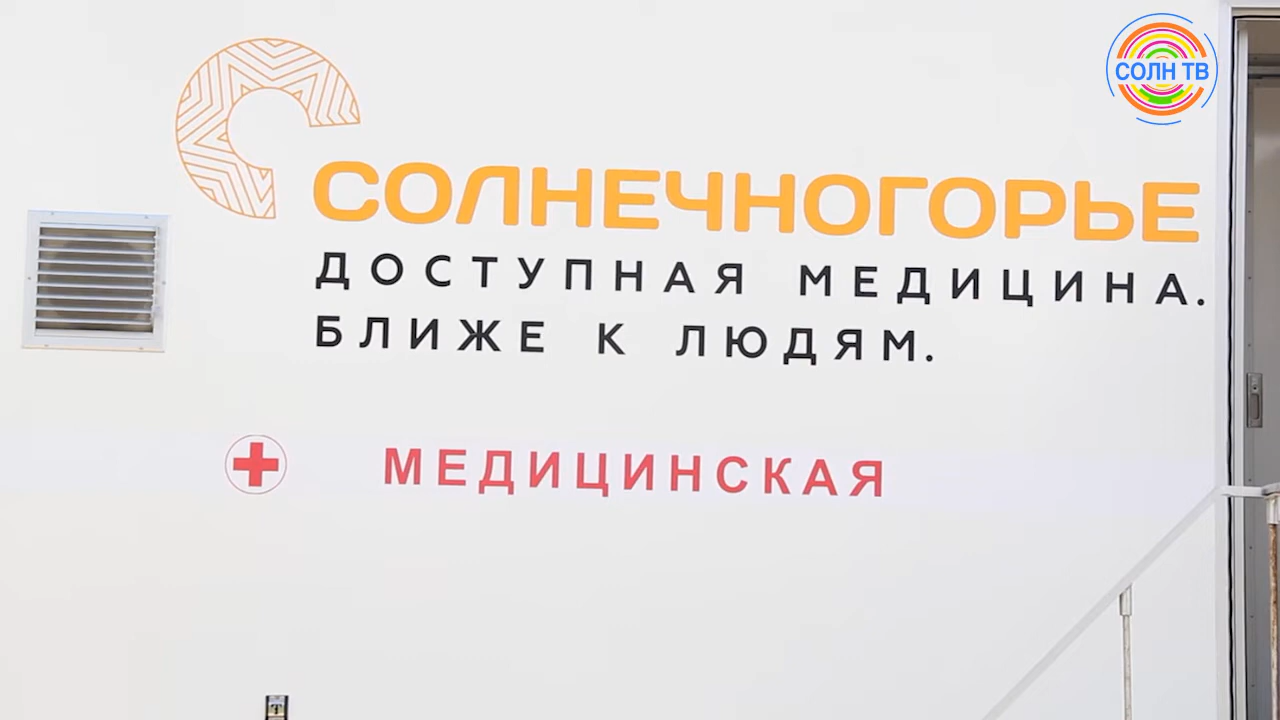 СОЛН ТВ
СОЛНЕЧНОГОРЬЕ
ДОСТУПНАЯ МЕДИЦИНА.
БЛИЖЕ К ЛЮДЯМ.
МЕДИЦИНСКАЯ